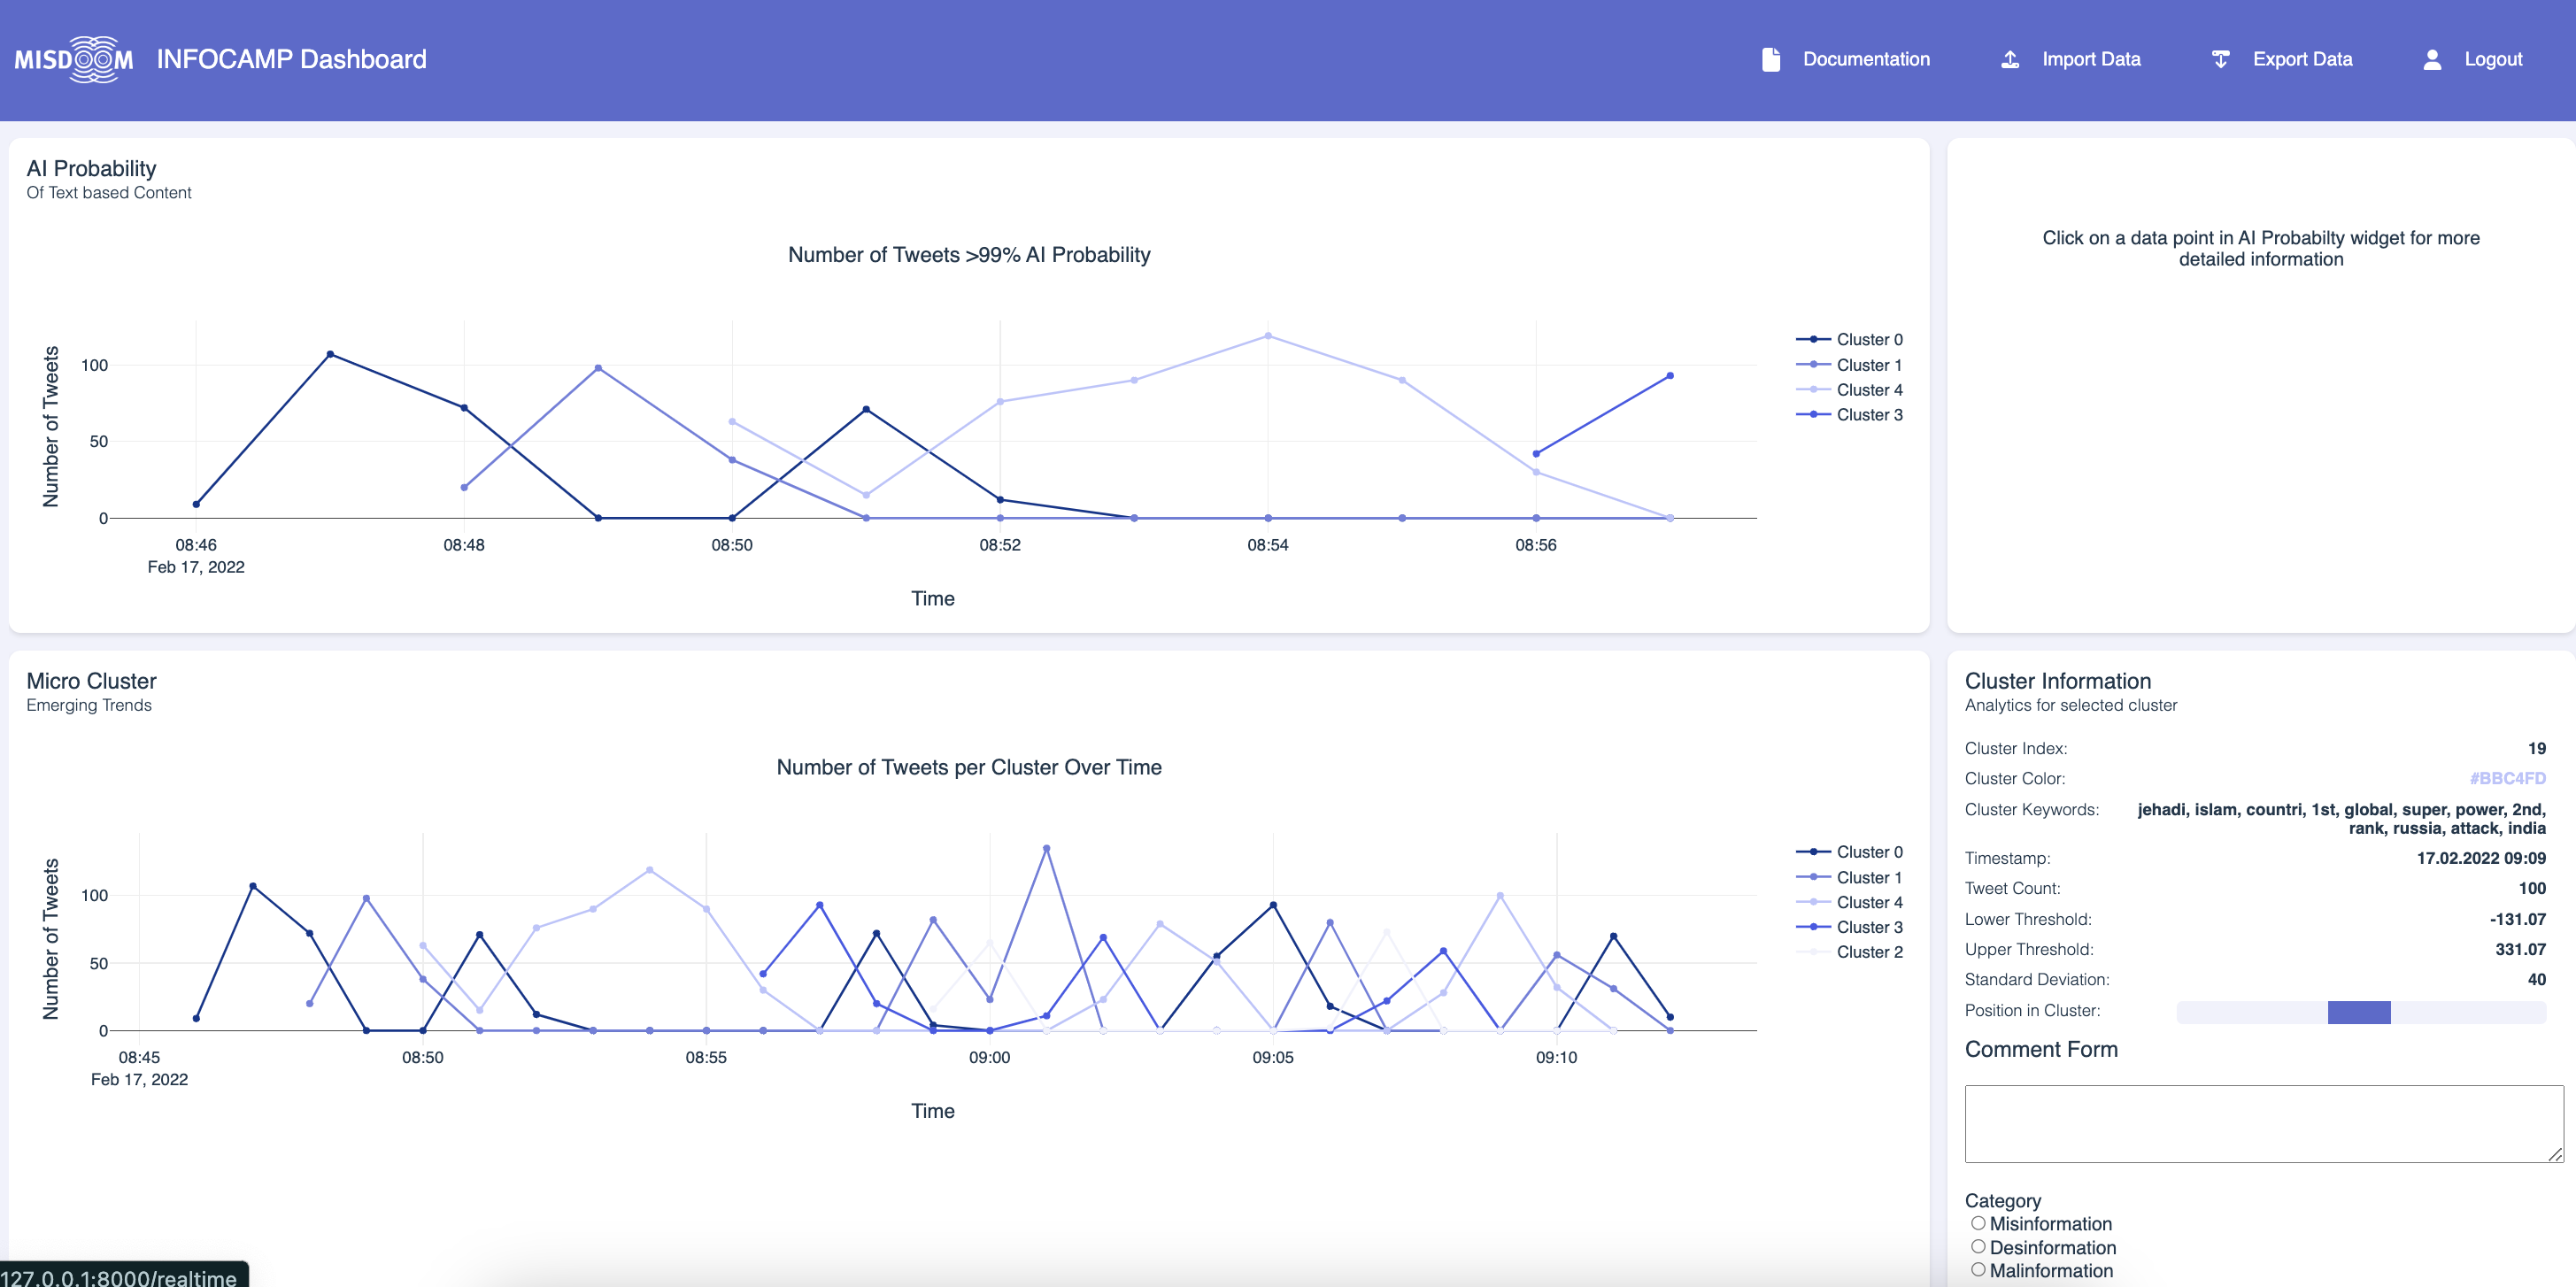 MISDOOM INFOCAMP Dashboard
Documentation
Import Data
Export Data
Logout
AI Probability
Of Text based Content
Number of Tweets >99% AI Probability
Number of Tweets
100
50
0
08:46
08:48
08:50
08:52
08:54
08:56
Feb 17, 2022
Time
Cluster 0
Cluster 1
Cluster 4
Cluster 3
Click on a data point in AI Probabilty widget for more
detailed information
Micro Cluster
Emerging Trends
Number of Tweets per Cluster Over Time
Number of Tweets
100
50
0
08:45
08:50
08:55
09:00
09:05
09:10
Feb 17, 2022
Time
Cluster 0
Cluster 1
Cluster 4
Cluster 3
Cluster 2
Cluster Information
Analytics for selected cluster
Cluster Index: 19
Cluster Color: #BBC4FD
Cluster Keywords: jehadi, islam, countri, 1st, global, super, power, 2nd,
rank, russia, attack, india
Timestamp: 17.02.2022 09:09
Tweet Count: 100
Lower Threshold: -131.07
Upper Threshold: 331.07
Standard Deviation: 40
Position in Cluster:
Comment Form
Category
Misinformation
Desinformation
Malinformation
127.0.0.1:8000/realtime